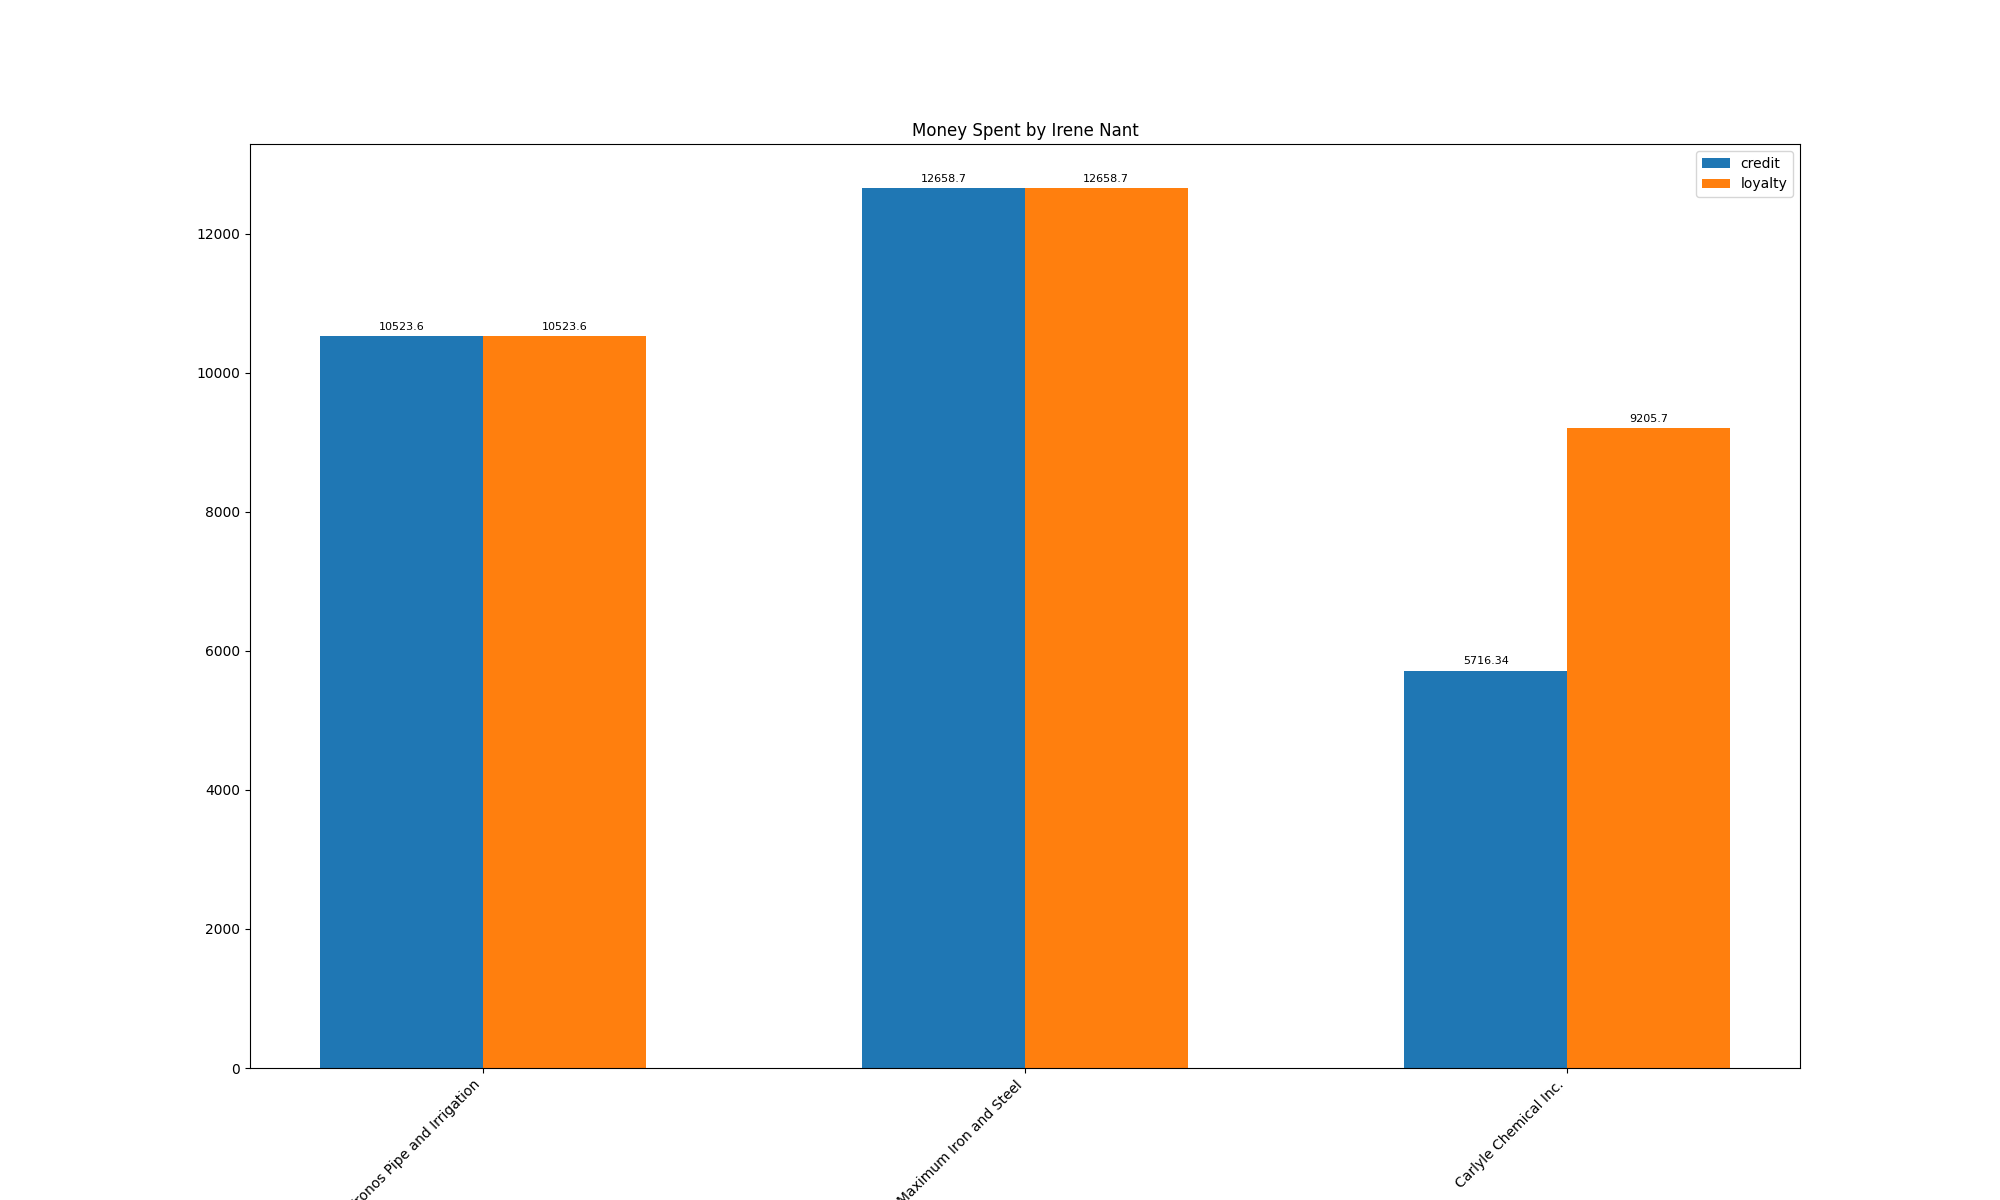 Money Spent by Irene Nant
credit
loyalty
12000
10000
8000
6000
4000
2000
0
10523.6
10523.6
12658.7
12658.7
5716.34
9205.7
Pipe and Irrigation
Maximum Iron and Steel
Carlyle Chemical Inc.